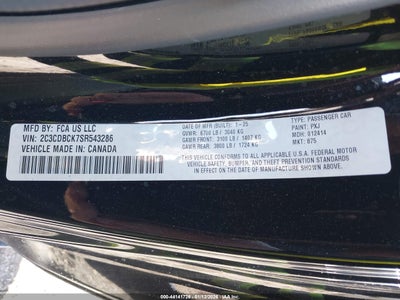 MFD BY: FCA US LLC
VIN: 2C3CDBCK7SR543286
VEHICLE MADE IN: CANADA
DATE OF MFR (BUILT): 1-25
GVWR: 6700 LB / 3040 KG
GAWR FRONT: 3100 LB / 1407 KG
GAWR REAR: 3800 LB / 1724 KG
TYPE: PASSENGER CAR
PAINT: PXJ
MDH: 012414
MKT: 875
THIS VEHICLE CONFORMS TO ALL APPLICABLE U.S.A. FEDERAL MOTOR
VEHICLE SAFETY, BUMPER AND THEFT PREVENTION STANDARDS IN
EFFECT ON THE DATE OF MANUFACTURE SHOWN ABOVE.